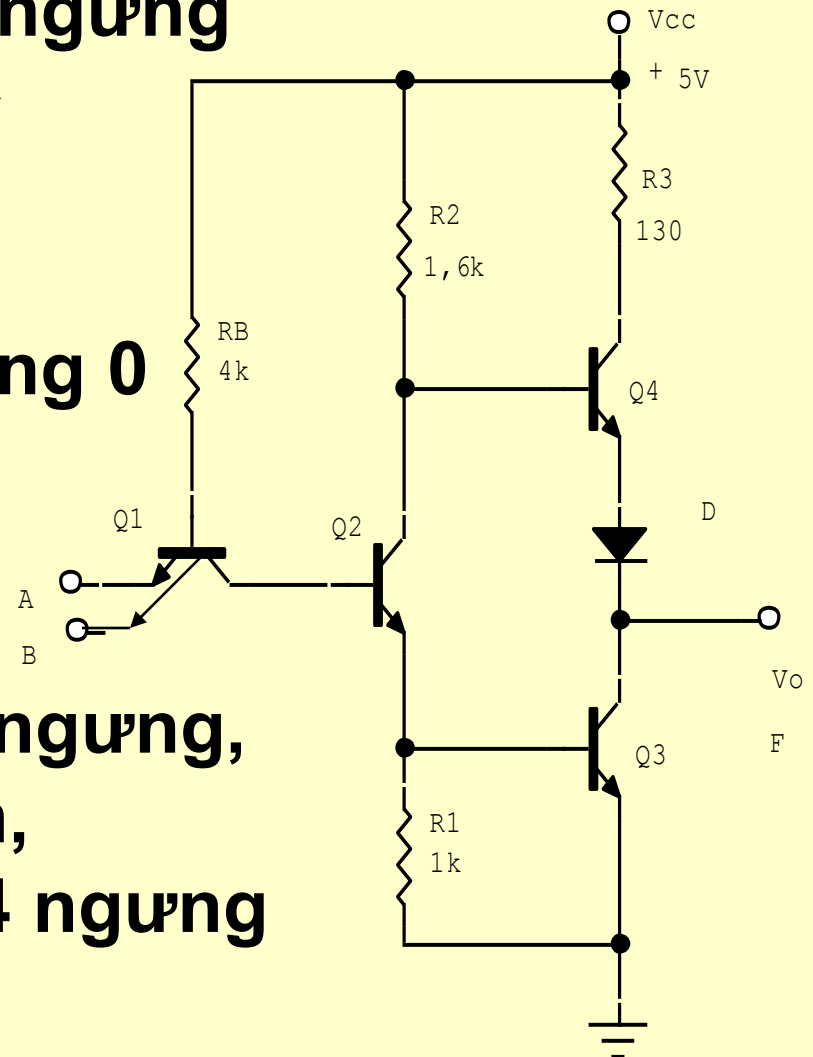 ngưng
Vcc
+ 5V
R3
130
R2
1,6k
RB
4k
ng 0
Q4
D
Q1
Q2
A
B
Vo
F
ngưng,
Q3
R1
1k
4 ngưng